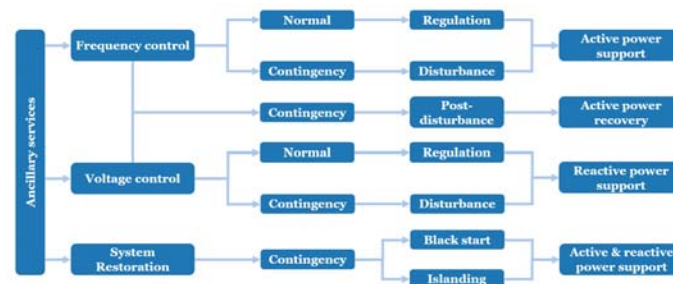 Ancillary services
Frequency control
Normal
Regulation
Active power
support
Contingency
Disturbance
Contingency
Post-
disturbance
Active power
recovery
Voltage control
Normal
Regulation
Reactive power
support
Contingency
Disturbance
System
Restoration
Contingency
Black start
Islanding
Active & reactive
power support